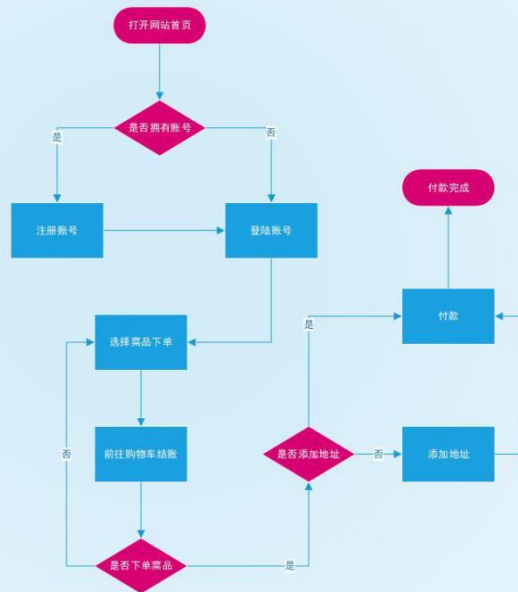 打开网站首页
是否拥有账号
是
否
注册账号
登陆账号
付款完成
选择菜品下单
是
付款
否
前往购物车结账
是否添加地址
否
添加地址
是否下单菜品
是